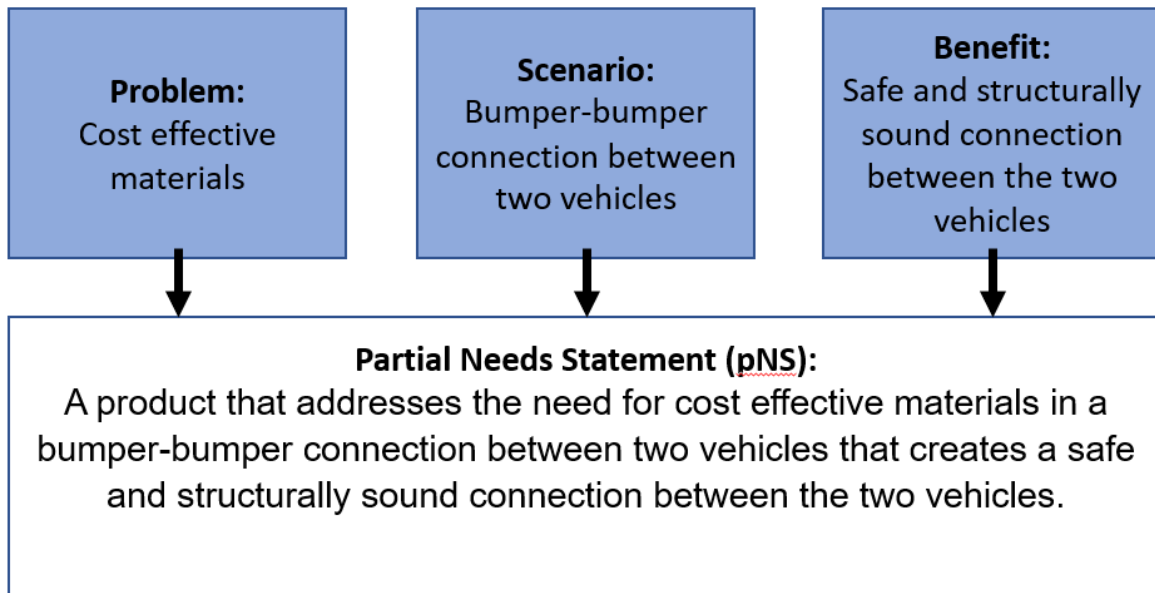 Problem:
Cost effective
materials
Scenario:
Bumper-bumper
connection between
two vehicles
Benefit:
Safe and structurally
sound connection
between the two
vehicles
Partial Needs Statement (pNS):
A product that addresses the need for cost effective materials in a
bumper-bumper connection between two vehicles that creates a safe
and structurally sound connection between the two vehicles.